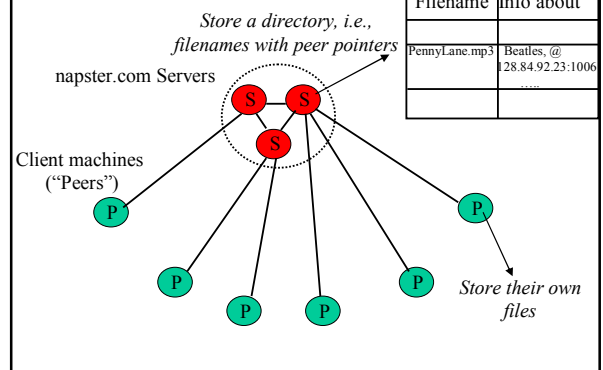 Store a directory, i.e.,
filenames with peer pointers
Filename Info about
PennyLane.mp3 Beatles, @
128.84.92.23:1006
…..
napster.com Servers
S S
S
Client machines
(“Peers”)
P
P
P
P
P
P
Store their own
files